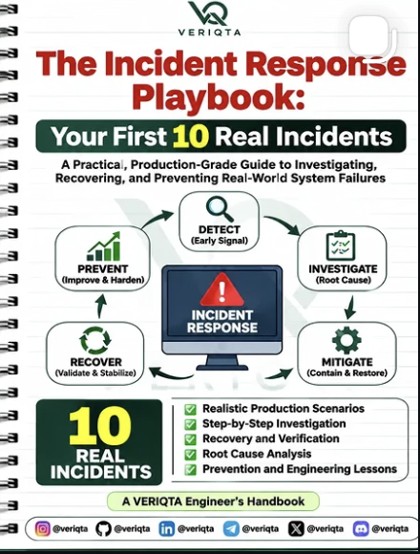 VERIQTA
The Incident Response
Playbook:
Your First 10 Real Incidents
A Practical, Production-Grade Guide to Investigating,
Recovering, and Preventing Real-World System Failures
DETECT
(Early Signal)
PREVENT
(Improve & Harden)
INVESTIGATE
(Root Cause)
INCIDENT
RESPONSE
RECOVER
(Validate & Stabilize)
MITIGATE
(Contain & Restore)
10
REAL
INCIDENTS
Realistic Production Scenarios
Step-by-Step Investigation
Recovery and Verification
Root Cause Analysis
Prevention and Engineering Lessons
A VERIQTA Engineer's Handbook
@veriqta @veriqta @veriqta @veriqta @veriqta @veriqta